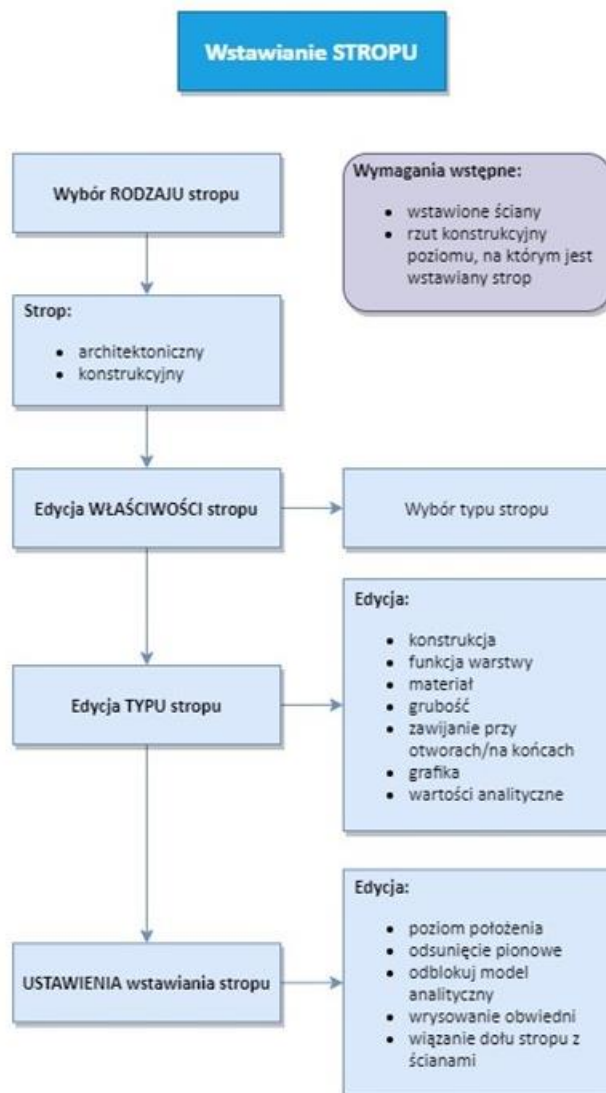 Wstawianie STROPU
Wybór RODZAJU stropu
Wymagania wstępne:
• wstawione ściany
• rzut konstrukcyjny
poziomu, na którym jest
wstawiany strop
Strop:
• architektoniczny
• konstrukcyjny
Edycja WŁAŚCIWOŚCI stropu
Wybór typu stropu
Edycja:
• konstrukcja
• funkcja warstwy
• materiał
• grubość
• zawijanie przy
otworach/na końcach
• grafika
• wartości analityczne
Edycja TYPU stropu
Edycja:
• poziom położenia
• odsunięcie pionowe
• odblokuj model
analityczny
• wrysowanie obwiedni
• wiązanie dołu stropu z
ścianami
USTAWIENIA wstawiania stropu